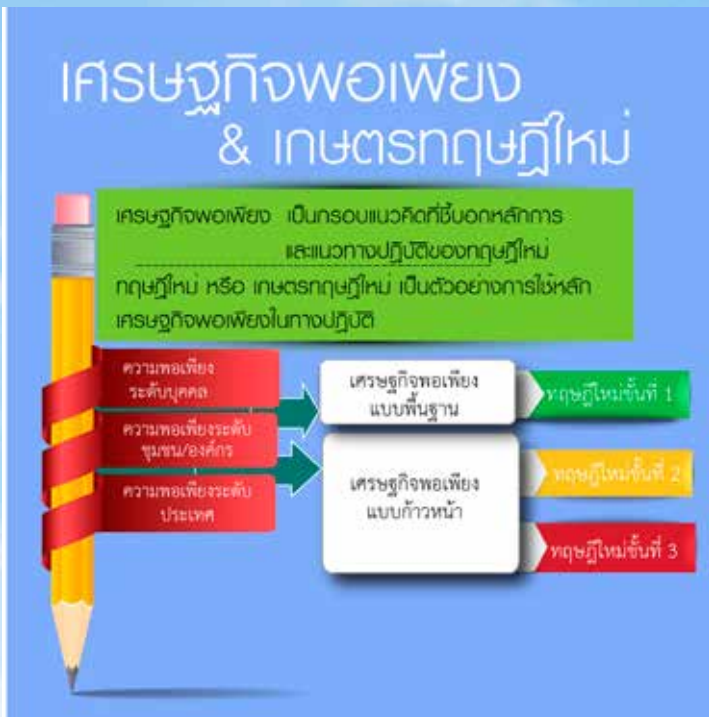 เศรษฐกิจพอเพียง
& เกษตรทฤษฎีใหม่
เศรษฐกิจพอเพียง เป็นกรอบแนวคิดที่ชี้บอกหลักการ
และแนวทางปฏิบัติของทฤษฎีใหม่
ทฤษฎีใหม่ หรือ เกษตรทฤษฎีใหม่ เป็นตัวอย่างการใช้หลัก
เศรษฐกิจพอเพียงในทางปฏิบัติ
ความพอเพียง
ระดับบุคคล
เศรษฐกิจพอเพียง
แบบพื้นฐาน
ทฤษฎีใหม่ขั้นที่ 1
ความพอเพียงระดับ
ชุมชน/องค์กร
ความพอเพียงระดับ
ประเทศ
เศรษฐกิจพอเพียง
แบบก้าวหน้า
ทฤษฎีใหม่ขั้นที่ 2
ทฤษฎีใหม่ขั้นที่ 3